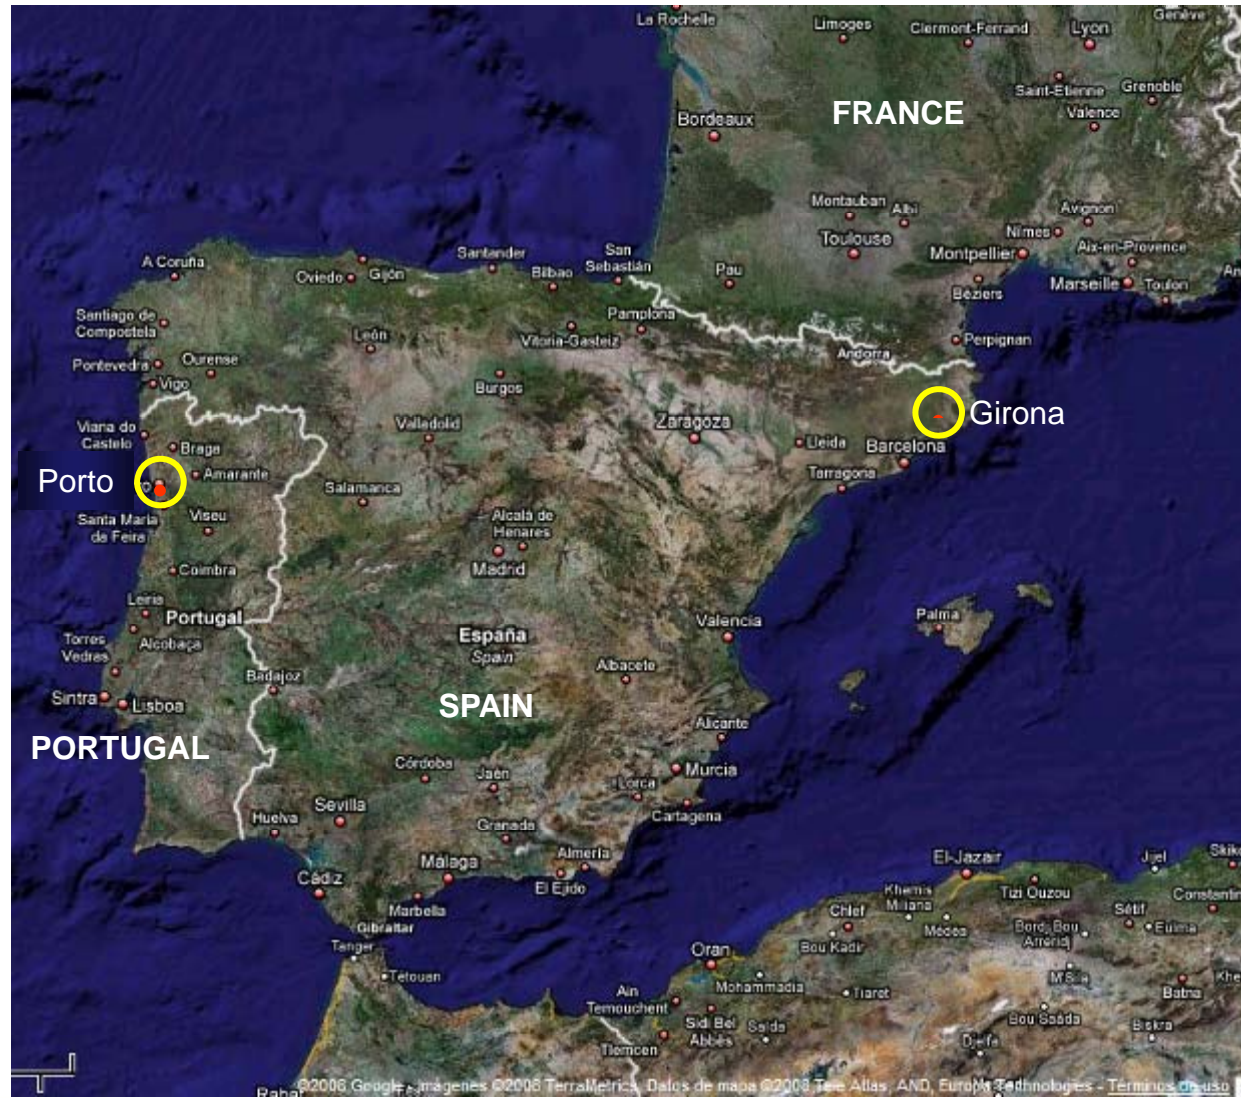 La Rochelle
Limoges
Clermont-Ferrand
Lyon
Genève
Saint-Etienne
Grenoble
Valence
Bordeaux
FRANCE
Montauban
Albi
Avignon
Nîmes
Toulouse
Montpellier
Aix-en-Provence
A Coruña
Oviedo
Gijón
Santander
Bilbao
San
Sebastián
Pau
Béziers
Marseille
Toulon
Santiago de
Compostela
León
Vitoria-Gasteiz
Pamplona
Andorra
Perpignan
Pontevedra
Ourense
Vigo
Burgos
Viana do
Castelo
Braga
Valladolid
Zaragoza
Lleida
Barcelona
Girona
Porto
Amarante
Salamanca
Tarragona
Santa Maria
da Feira
Viseu
Alcalá de
Henares
Madrid
Coimbra
Leiria
Portugal
Alcobaça
Torres
Vedras
España
Spain
Valencia
Palma
Badajoz
Albacete
Sintra
Lisboa
SPAIN
Alicante
PORTUGAL
Córdoba
Jaén
Lorca
Murcia
Cartagena
Huelva
Sevilla
Granada
Cádiz
Málaga
Almería
El Ejido
Marbella
Gibraltar
Tanger
Tétouan
El-Jazair
Tizi Ouzou
Jijel
Khemis
Miliana
Médéa
Chlef
Bou Kadir
Bordj Bou
Arreridj
Sétif
Eulma
Oran
Mohammadia
Tiaret
M'Sila
Batna
Ain
Temouchent
Sidi Bel
Abbès
Saïda
Bou Saâda
Biskra
Tlemcen
Djelfa
©2008 Google - Imágenes ©2008 TerraMetrics, Datos de mapa ©2008 Tele Atlas, AND, Europa Technologies - Términos de uso